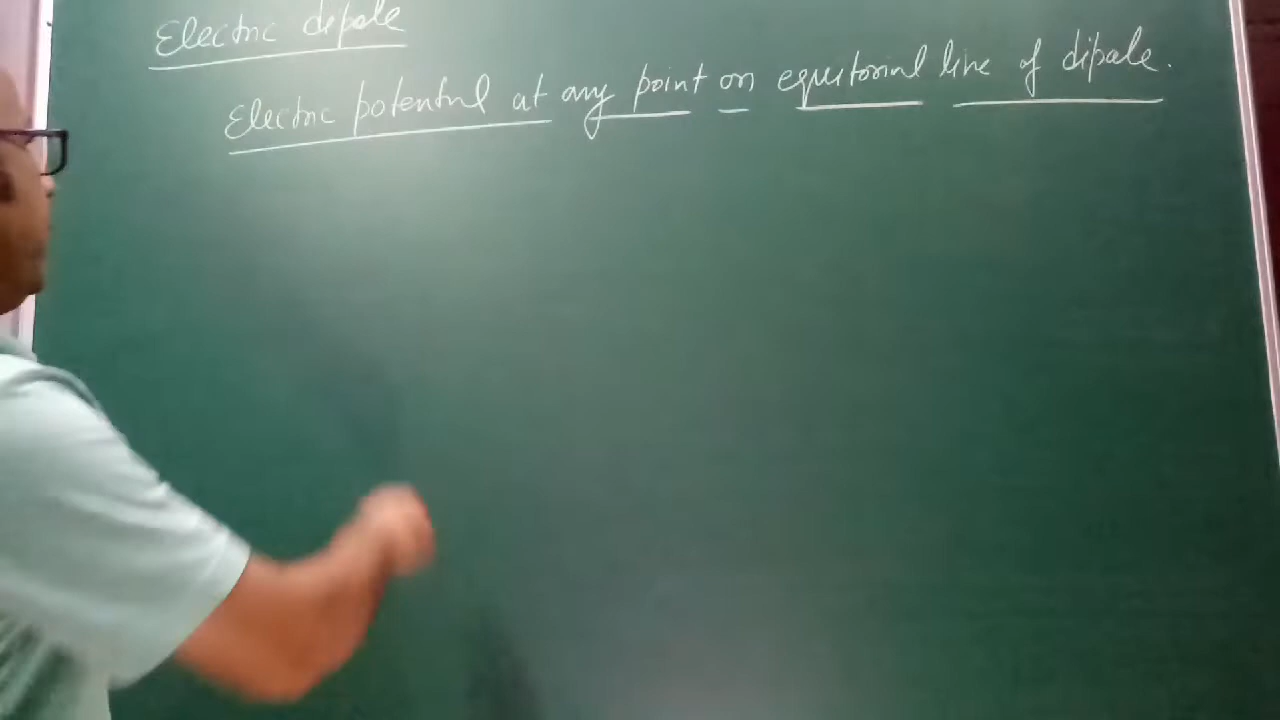 Electric dipole
Electric potential at any point on equitorial line of dipole.